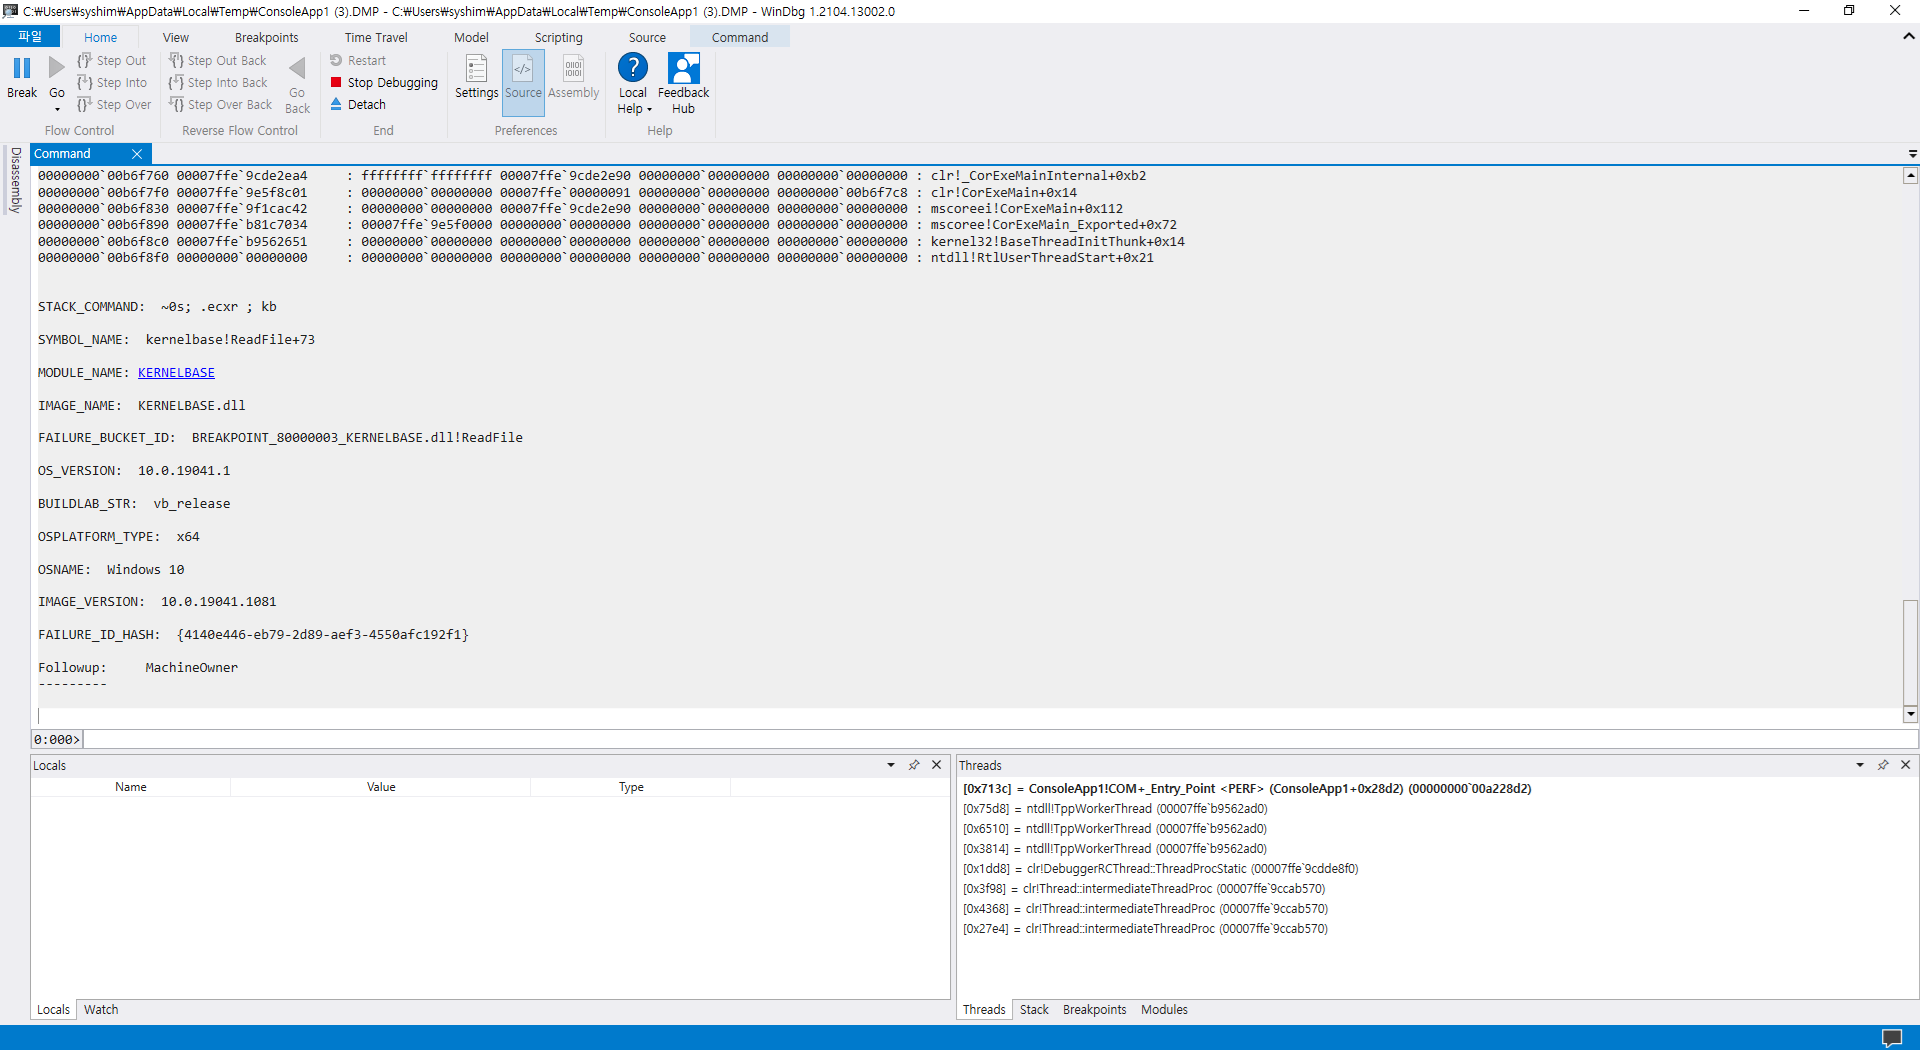 C:₩Users₩syshim₩AppData₩Local₩Temp₩ConsoleApp1 (3).DMP - C:₩Users₩syshim₩AppData₩Local₩Temp₩ConsoleApp1 (3).DMP - WinDbg 1.2104.13002.0
파일 Home View Breakpoints Time Travel Model Scripting Source Command
Break
Go
Step Out
Step Into
Step Over
Flow Control
Step Out Back
Step Into Back
Step Over Back
Go
Back
Reverse Flow Control
Restart
Stop Debugging
Detach
End
Settings
Source
Assembly
Preferences
Local
Help
Feedback
Hub
Help
Disassembly
Command
00000000`00b6f760 00007ffe`9cde2ea4     : ffffffff`ffffffff 00007ffe`9cde2e90 00000000`00000000 00000000`00000000 : clr!_CorExeMainInternal+0xb2
00000000`00b6f7f0 00007ffe`9e5f8c01     : 00000000`00000000 00007ffe`00000091 00000000`00000000 00000000`00b6f7c8 : clr!CorExeMain+0x14
00000000`00b6f830 00007ffe`9f1cac42     : 00000000`00000000 00007ffe`9cde2e90 00000000`00000000 00000000`00000000 : mscoreei!CorExeMain+0x112
00000000`00b6f890 00007ffe`b81c7034     : 00007ffe`9e5f0000 00000000`00000000 00000000`00000000 00000000`00000000 : mscoree!CorExeMain_Exported+0x72
00000000`00b6f8c0 00007ffe`b9562651     : 00000000`00000000 00000000`00000000 00000000`00000000 00000000`00000000 : kernel32!BaseThreadInitThunk+0x14
00000000`00b6f8f0 00000000`00000000     : 00000000`00000000 00000000`00000000 00000000`00000000 00000000`00000000 : ntdll!RtlUserThreadStart+0x21
STACK_COMMAND:  ~0s; .ecxr ; kb
SYMBOL_NAME:  kernelbase!ReadFile+73
MODULE_NAME: KERNELBASE
IMAGE_NAME:  KERNELBASE.dll
FAILURE_BUCKET_ID:  BREAKPOINT_80000003_KERNELBASE.dll!ReadFile
OS_VERSION:  10.0.19041.1
BUILDLAB_STR:  vb_release
OSPLATFORM_TYPE:  x64
OSNAME:  Windows 10
IMAGE_VERSION:  10.0.19041.1081
FAILURE_ID_HASH:  {4140e446-eb79-2d89-aef3-4550afc192f1}
Followup:     MachineOwner
---------
0:000>
Locals
Name Value Type
Locals Watch
Threads
[0x713c] = ConsoleApp1!COM+_Entry_Point <PERF> (ConsoleApp1+0x28d2) (00000000`00a228d2)
[0x75d8] = ntdll!TppWorkerThread (00007ffe`b9562ad0)
[0x6510] = ntdll!TppWorkerThread (00007ffe`b9562ad0)
[0x3814] = ntdll!TppWorkerThread (00007ffe`b9562ad0)
[0x1dd8] = clr!DebuggerRCThread::ThreadProcStatic (00007ffe`9cdde8f0)
[0x3f98] = clr!Thread::intermediateThreadProc (00007ffe`9ccab570)
[0x4368] = clr!Thread::intermediateThreadProc (00007ffe`9ccab570)
[0x27e4] = clr!Thread::intermediateThreadProc (00007ffe`9ccab570)
Threads Stack Breakpoints Modules